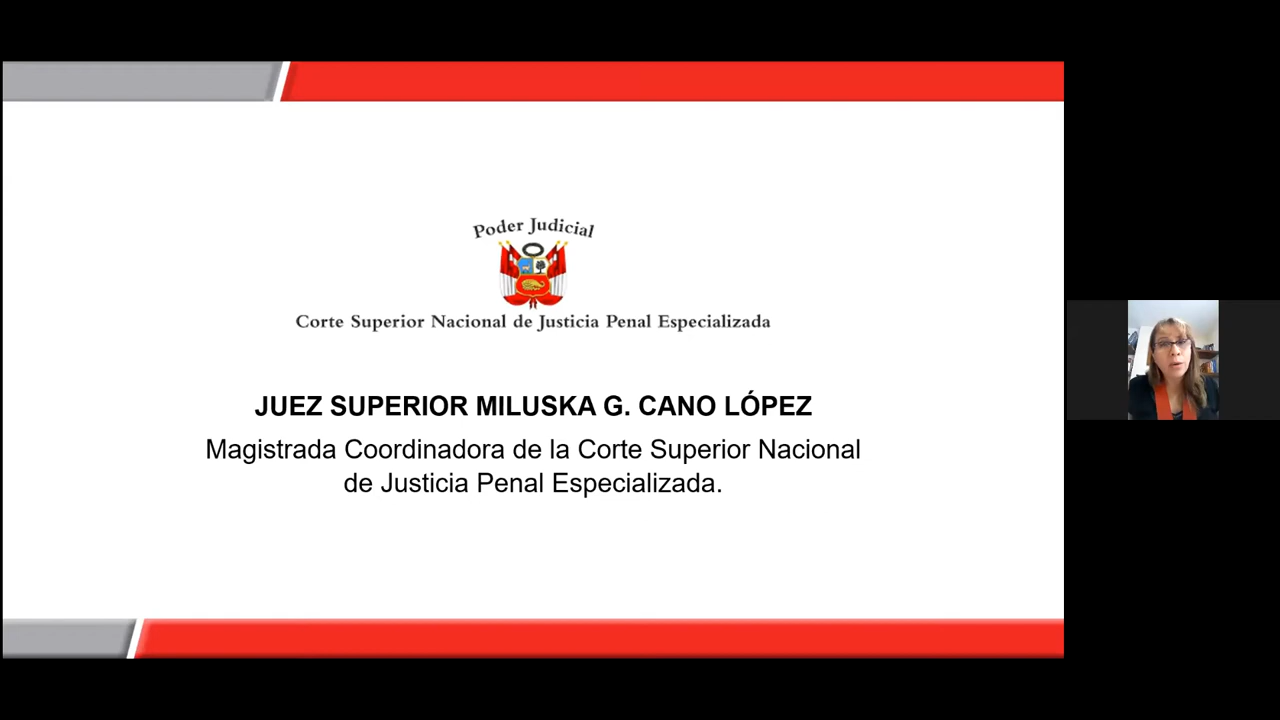 Poder Judicial
Corte Superior Nacional de Justicia Penal Especializada
JUEZ SUPERIOR MILUSKA G. CANO LÓPEZ
Magistrada Coordinadora de la Corte Superior Nacional
de Justicia Penal Especializada.